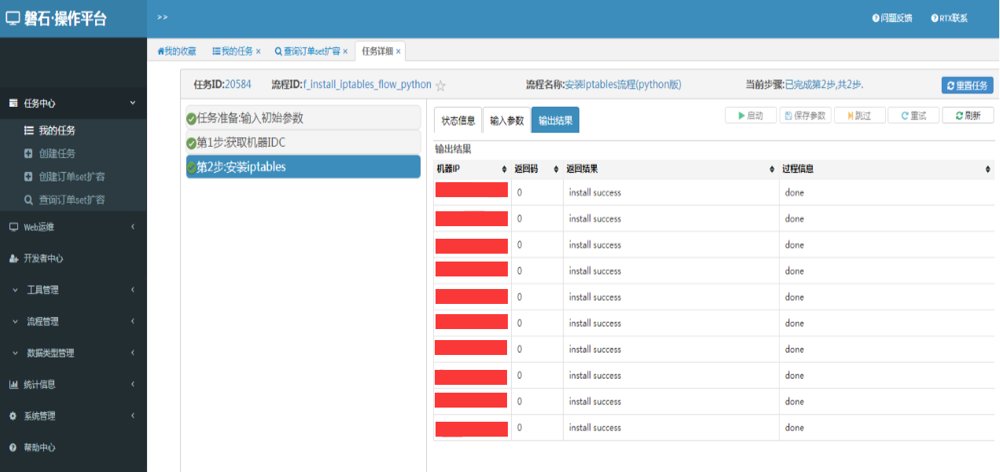 磐石·操作平台
>>
问题反馈 RTX联系
我的收藏 我的任务 × 查询订单set扩容 × 任务详细 ×
任务ID:20584 流程ID:f_install_iptables_flow_python 流程名称:安装iptables流程(python版) 当前步骤:已完成第2步,共2步. 重置任务
任务中心
我的任务
创建任务
创建订单set扩容
查询订单set扩容
Web运维
开发者中心
工具管理
流程管理
数据类型管理
统计信息
系统管理
帮助中心
任务准备:输入初始参数
第1步:获取机器IDC
第2步:安装iptables
状态信息 输入参数 输出结果
启动 保存参数 跳过 重试 刷新
输出结果
机器IP 返回码 返回结果 过程信息
0 install success done
0 install success done
0 install success done
0 install success done
0 install success done
0 install success done
0 install success done
0 install success done
0 install success done
0 install success done